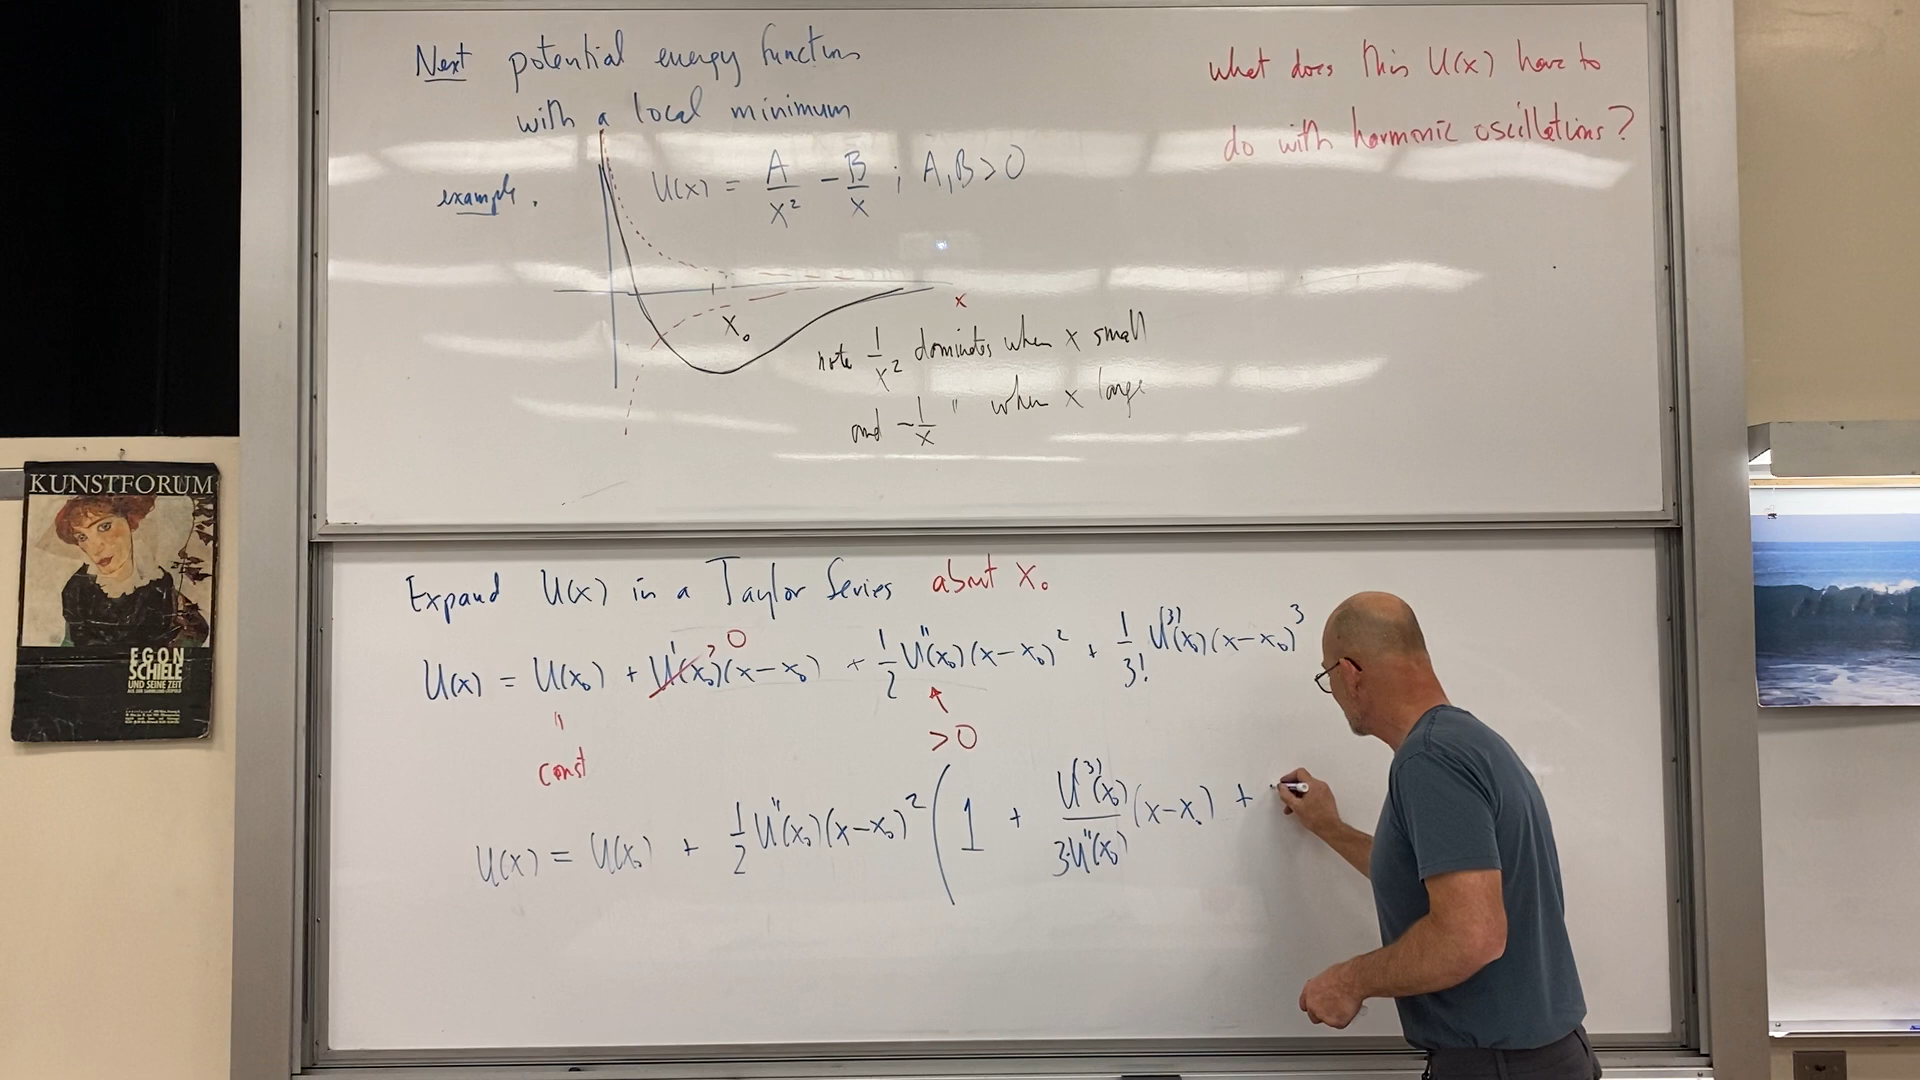 Next potential energy functions
with a local minimum
example.
U(x) = A/x² - B/x ; A,B>0
x
x₀
note 1/x² dominates when x small
and -1/x " when x large
What does this U(x) have to
do with harmonic oscillations?
Expand U(x) in a Taylor Series about x₀
U(x) = U(x₀) + U'(x₀)(x-x₀) + 1/2 U"(x₀)(x-x₀)² + 1/3! U⁽³⁾(x₀)(x-x₀)³
0
"
const
>0
U(x) = U(x₀) + 1/2 U"(x₀)(x-x₀)² ( 1 + U⁽³⁾(x₀)/3·U"(x₀) (x-x₀) +
KUNSTFORUM
EGON
SCHIELE
UND SEINE ZEIT